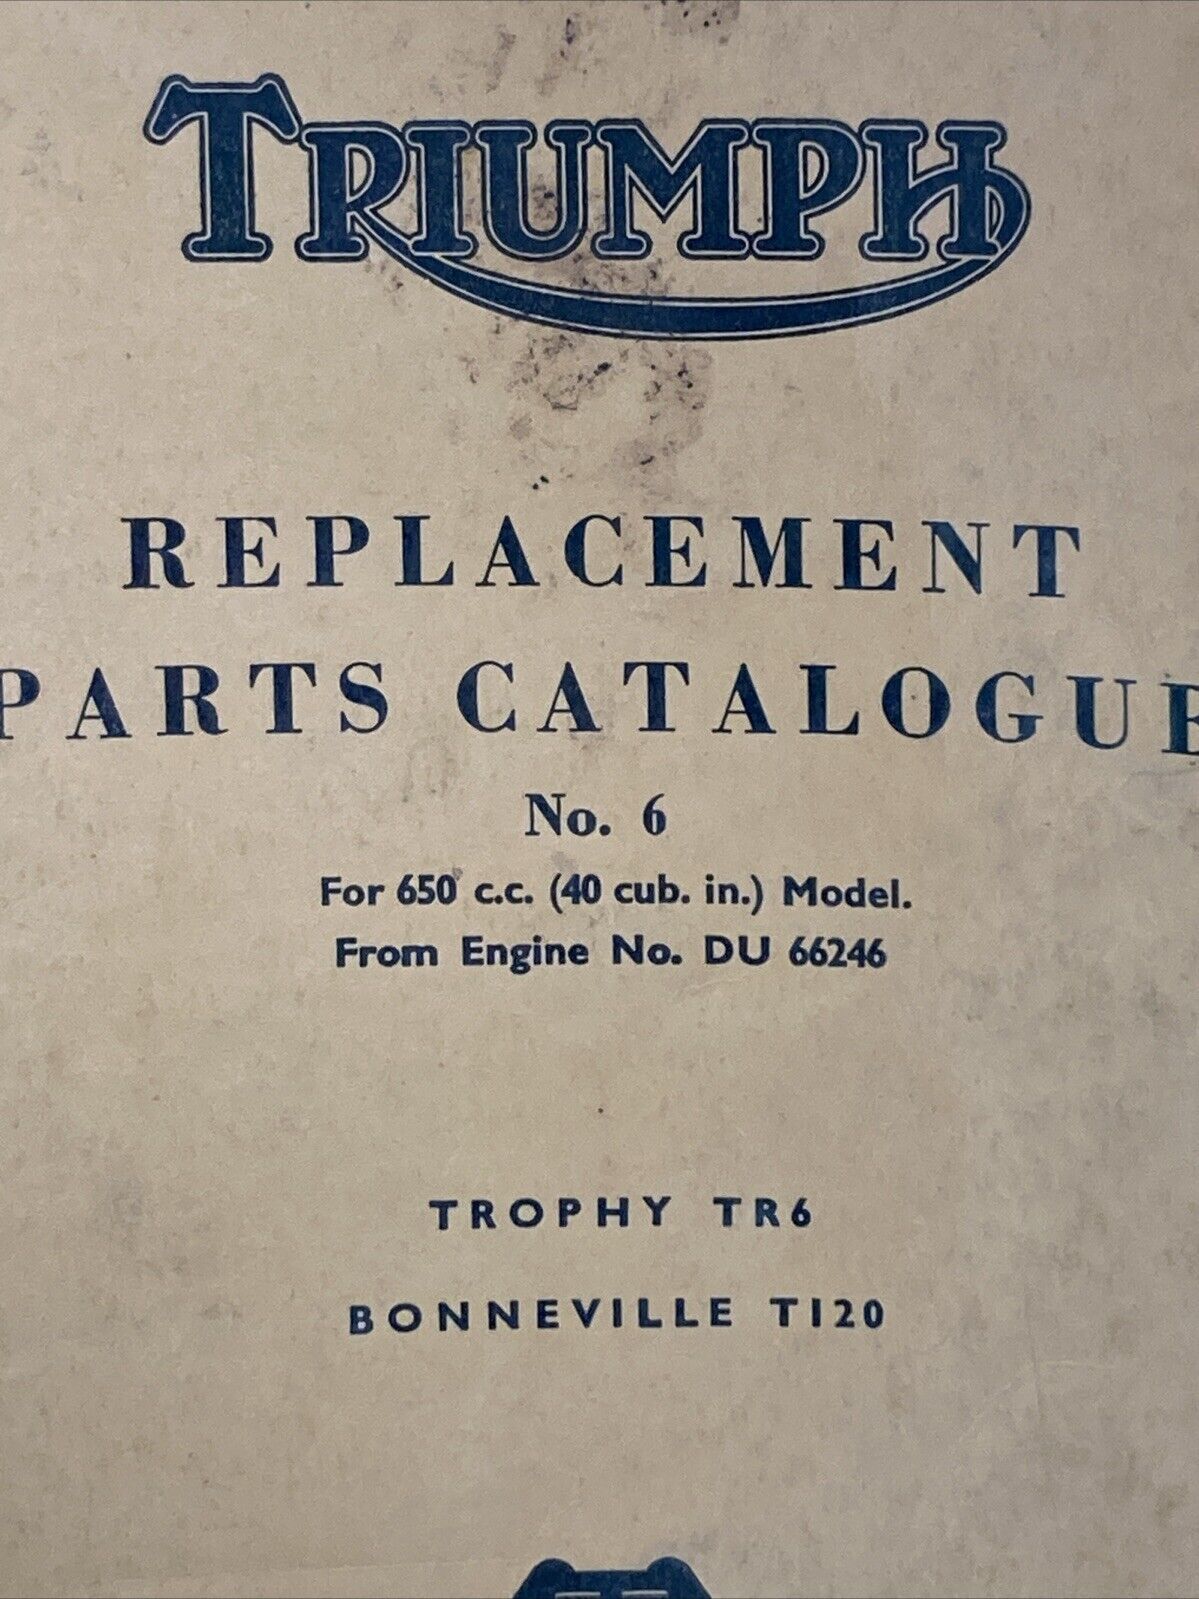 TRIUMPH
REPLACEMENT
PARTS CATALOGUE
No. 6
For 650 c.c. (40 cub. in.) Model.
From Engine No. DU 66246
TROPHY TR6
BONNEVILLE T120